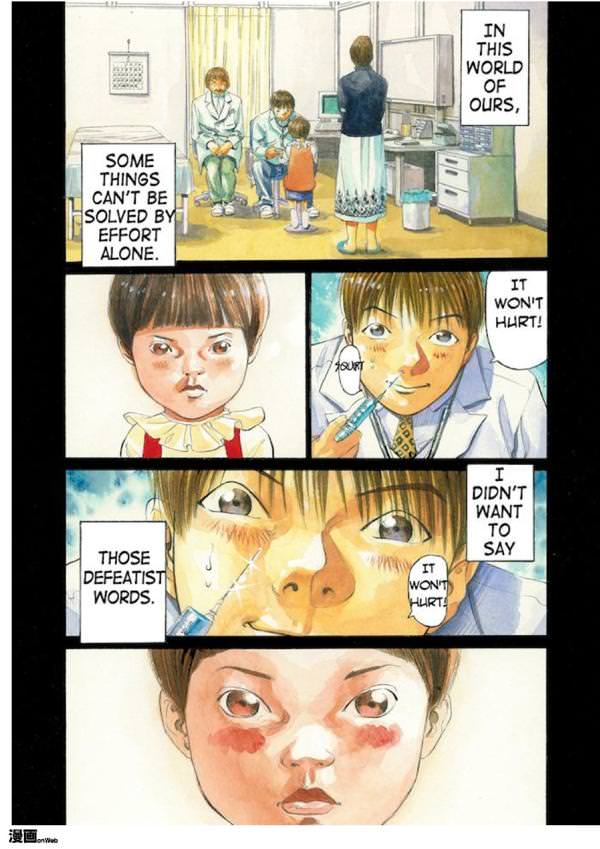 IN
THIS
WORLD
OF
OURS,
SOME
THINGS
CAN'T BE
SOLVED BY
EFFORT
ALONE.
IT
WON'T
HURT!
SQUIRT
I
DIDN'T
WANT
TO
SAY
IT
WON'T
HURT!
THOSE
DEFEATIST
WORDS.
漫画onWeb